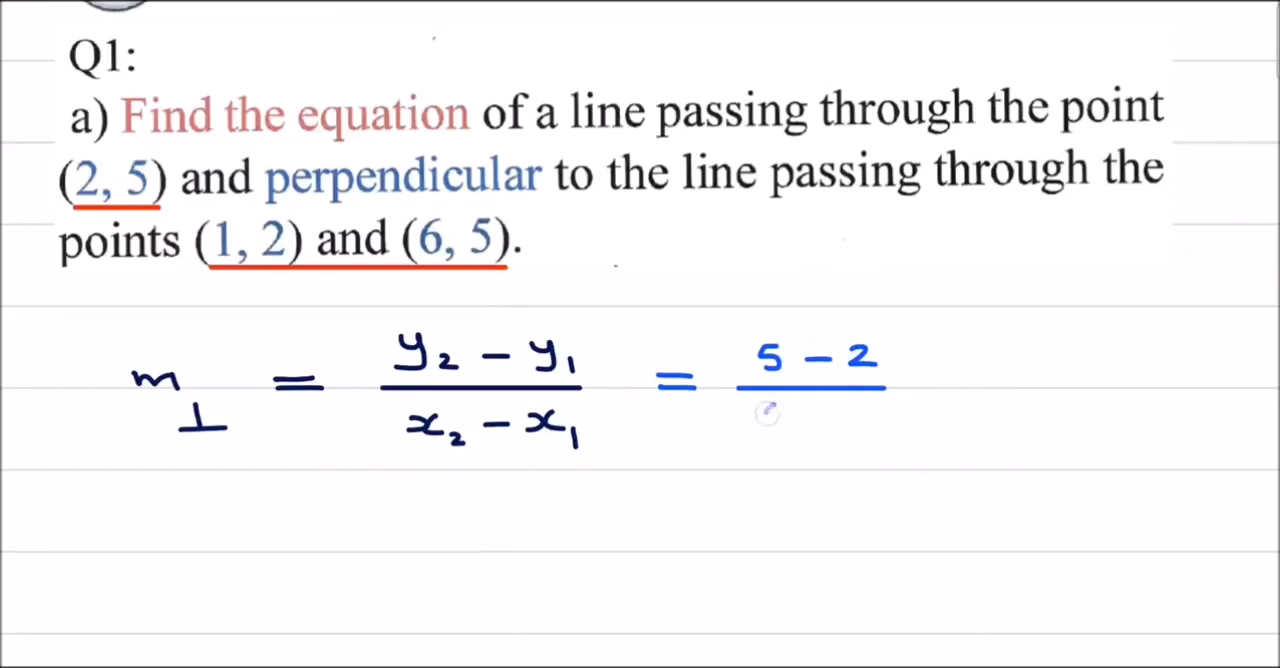 Q1:
a) Find the equation of a line passing through the point
(2, 5) and perpendicular to the line passing through the
points (1, 2) and (6, 5).
m⊥ = (y₂ − y₁)/(x₂ − x₁) = (5 − 2)/